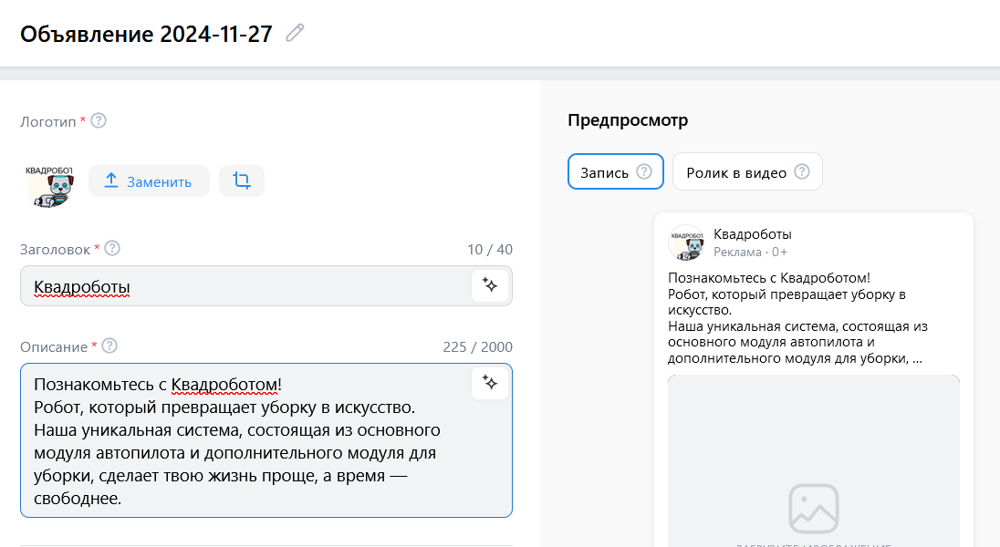 Объявление 2024-11-27
Логотип * ?
КВАДРОБОТ
Заменить
Заголовок * ?
10 / 40
Квадроботы
Описание * ?
225 / 2000
Познакомьтесь с Квадроботом!
Робот, который превращает уборку в искусство.
Наша уникальная система, состоящая из основного
модуля автопилота и дополнительного модуля для
уборки, сделает твою жизнь проще, а время —
свободнее.
Предпросмотр
Запись ?
Ролик в видео ?
КВАДРОБОТ
Квадроботы
Реклама · 0+
Познакомьтесь с Квадроботом!
Робот, который превращает уборку в
искусство.
Наша уникальная система, состоящая из
основного модуля автопилота и
дополнительного модуля для уборки, ...
ЗАГРУЗИТЕ ИЗОБРАЖЕНИЕ